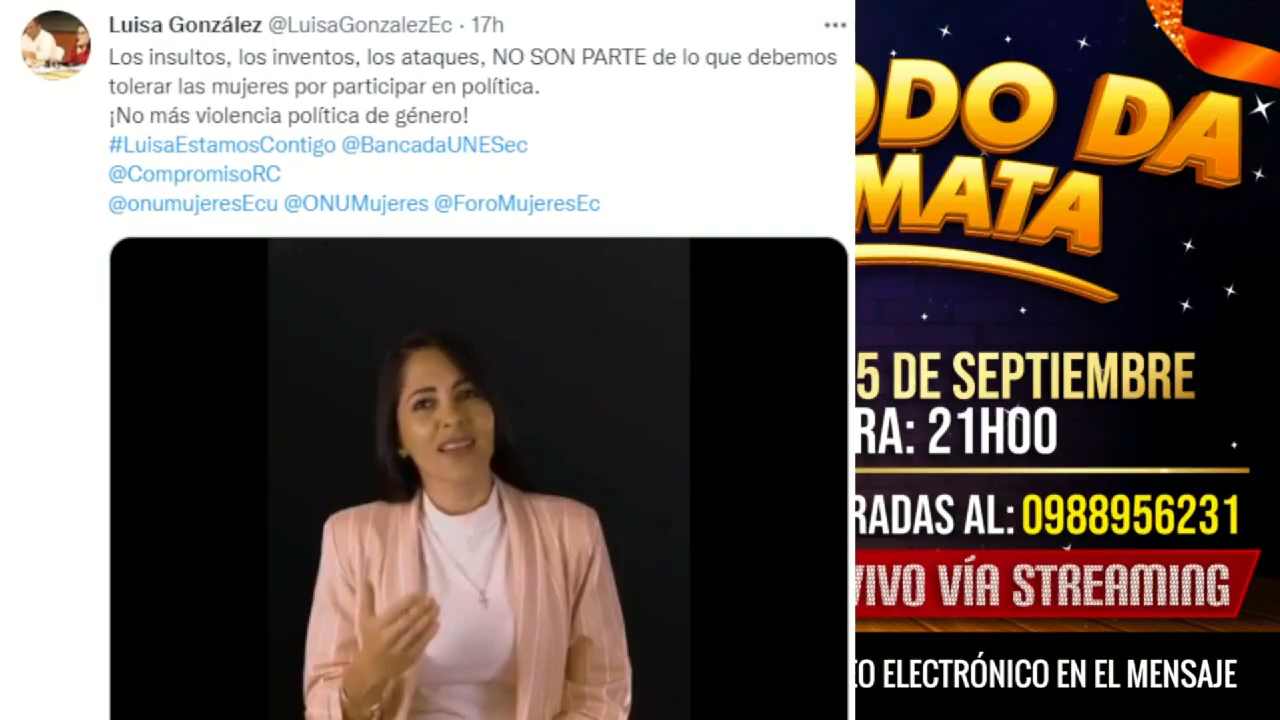 Luisa González @LuisaGonzalezEc · 17h
Los insultos, los inventos, los ataques, NO SON PARTE de lo que debemos
tolerar las mujeres por participar en política.
¡No más violencia política de género!
#LuisaEstamosContigo @BancadaUNESec
@CompromisoRC
@onumujeresEcu @ONUMujeres @ForoMujeresEc
ODO DA
MATA
5 DE SEPTIEMBRE
RA: 21H00
RADAS AL: 0988956231
VIVO VÍA STREAMING
EO ELECTRÓNICO EN EL MENSAJE